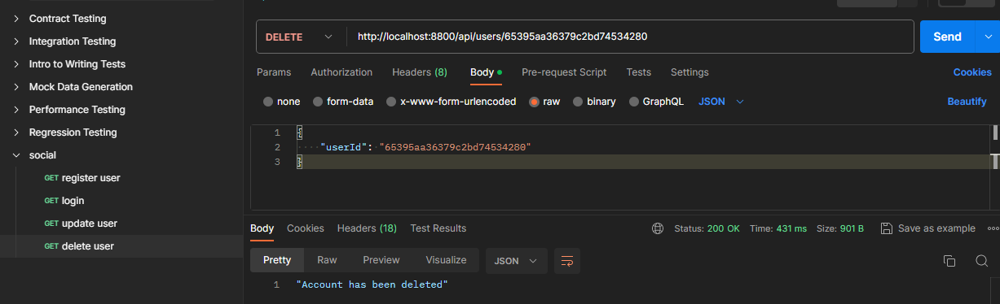 Contract Testing
Integration Testing
Intro to Writing Tests
Mock Data Generation
Performance Testing
Regression Testing
social
GET register user
GET login
GET update user
GET delete user
DELETE http://localhost:8800/api/users/65395aa36379c2bd74534280 Send
Params Authorization Headers (8) Body Pre-request Script Tests Settings Cookies
none form-data x-www-form-urlencoded raw binary GraphQL JSON Beautify
1 {
2 "userId": "65395aa36379c2bd74534280"
3 }
Body Cookies Headers (18) Test Results Status: 200 OK Time: 431 ms Size: 901 B Save as example
Pretty Raw Preview Visualize JSON
1 "Account has been deleted"